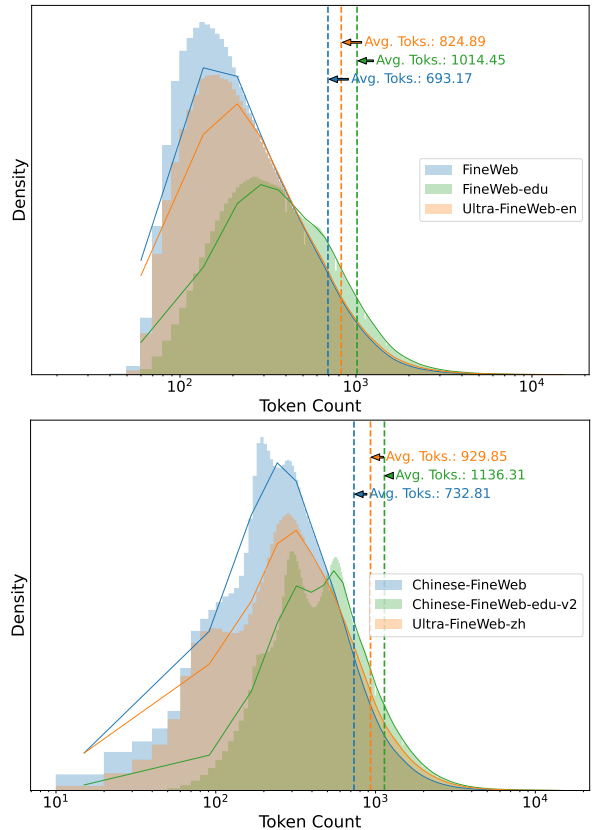 Avg. Toks.: 824.89
Avg. Toks.: 1014.45
Avg. Toks.: 693.17
FineWeb
FineWeb-edu
Ultra-FineWeb-en
Density
10²
10³
10⁴
Token Count
Avg. Toks.: 929.85
Avg. Toks.: 1136.31
Avg. Toks.: 732.81
Chinese-FineWeb
Chinese-FineWeb-edu-v2
Ultra-FineWeb-zh
Density
10¹
10²
10³
10⁴
Token Count